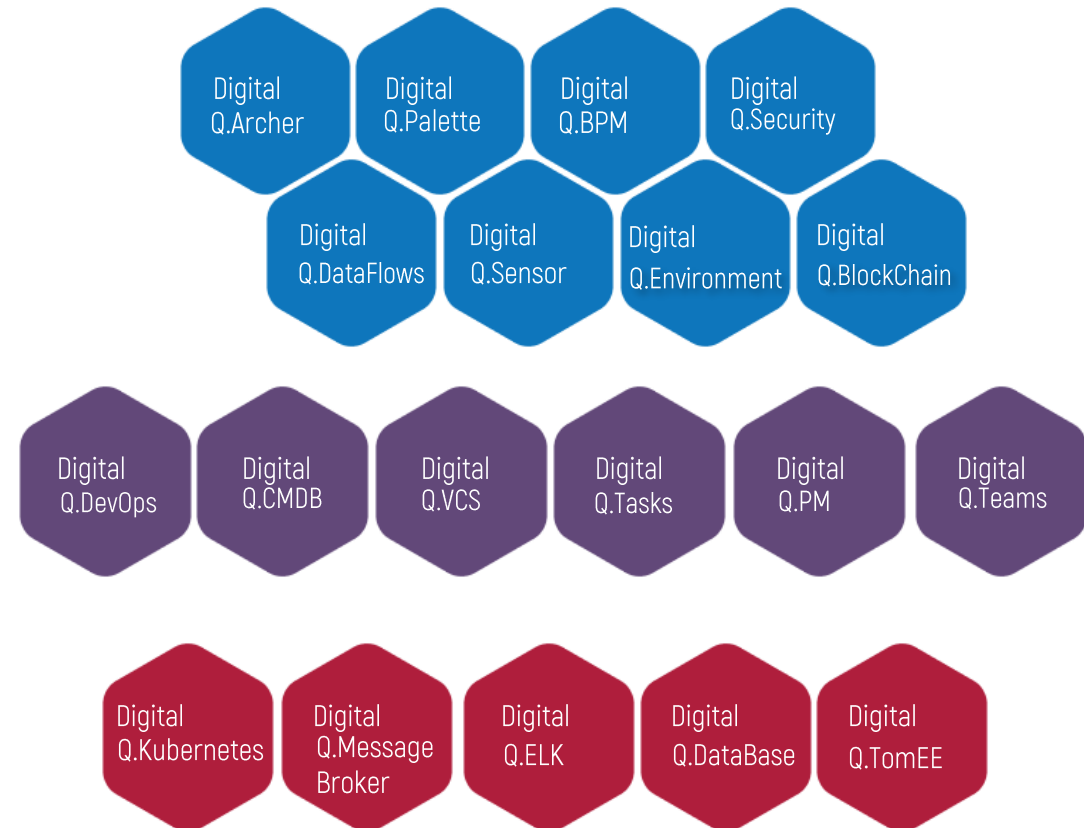 Digital
Q.Archer
Digital
Q.Palette
Digital
Q.BPM
Digital
Q.Security
Digital
Q.DataFlows
Digital
Q.Sensor
Digital
Q.Environment
Digital
Q.BlockChain
Digital
Q.DevOps
Digital
Q.CMDB
Digital
Q.VCS
Digital
Q.Tasks
Digital
Q.PM
Digital
Q.Teams
Digital
Q.Kubernetes
Digital
Q.Message
Broker
Digital
Q.ELK
Digital
Q.DataBase
Digital
Q.TomEE